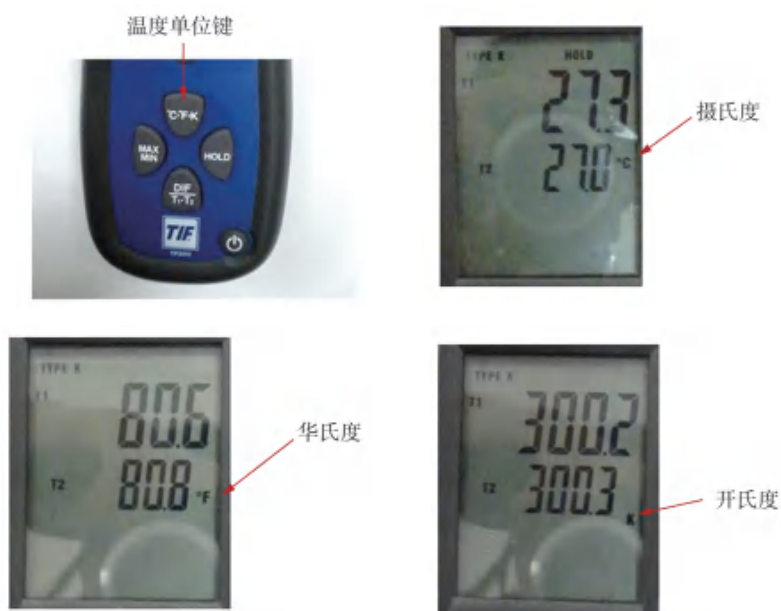 温度单位键
°C·°F·K
MAX
MIN
HOLD
DIF
T1-T2
TIF
TYPE K HOLD
T1 27.3
T2 27.0 °C
摄氏度
TYPE K
T1 80.6
T2 80.8 °F
华氏度
TYPE K
T1 300.2
T2 300.3 K
开氏度